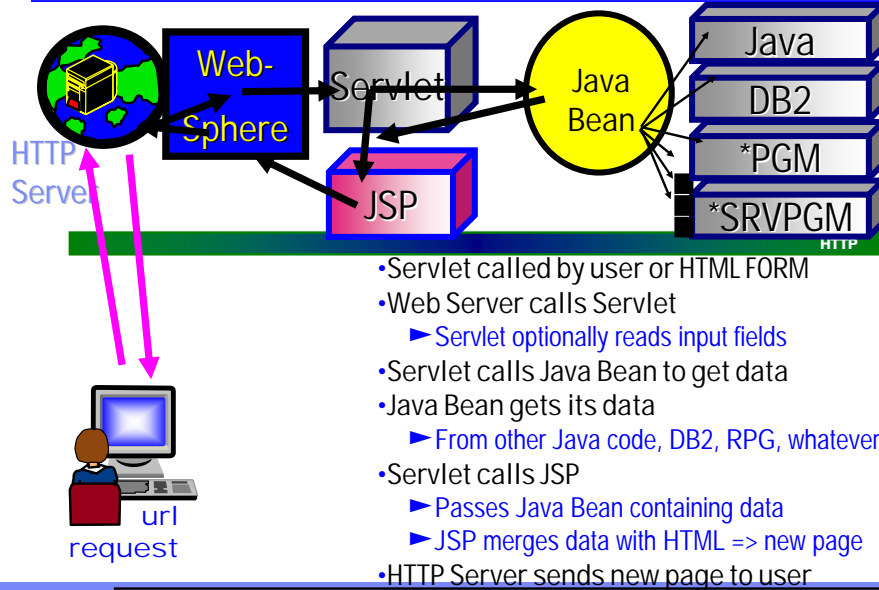 Web-
Sphere
Servlet
Java
Bean
Java
DB2
*PGM
*SRVPGM
HTTP
Server
JSP
HTTP
•Servlet called by user or HTML FORM
•Web Server calls Servlet
►Servlet optionally reads input fields
•Servlet calls Java Bean to get data
•Java Bean gets its data
►From other Java code, DB2, RPG, whatever
•Servlet calls JSP
►Passes Java Bean containing data
►JSP merges data with HTML => new page
•HTTP Server sends new page to user
url
request